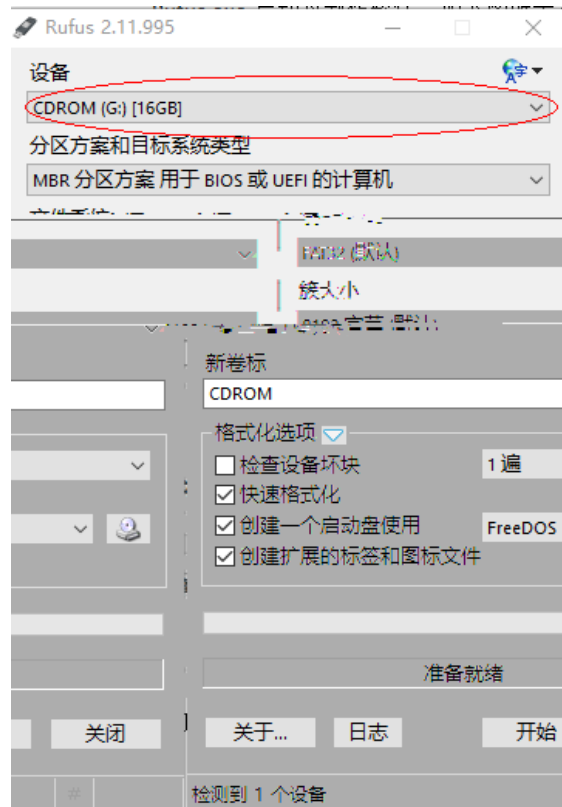 Rufus 2.11.995
设备
CDROM (G:) [16GB]
分区方案和目标系统类型
MBR 分区方案 用于 BIOS 或 UEFI 的计算机
FAT32 (默认)
簇大小
新卷标
CDROM
格式化选项
检查设备坏块 1 遍
快速格式化
创建一个启动盘使用 FreeDOS
创建扩展的标签和图标文件
准备就绪
关闭 关于... 日志 开始
# 检测到 1 个设备